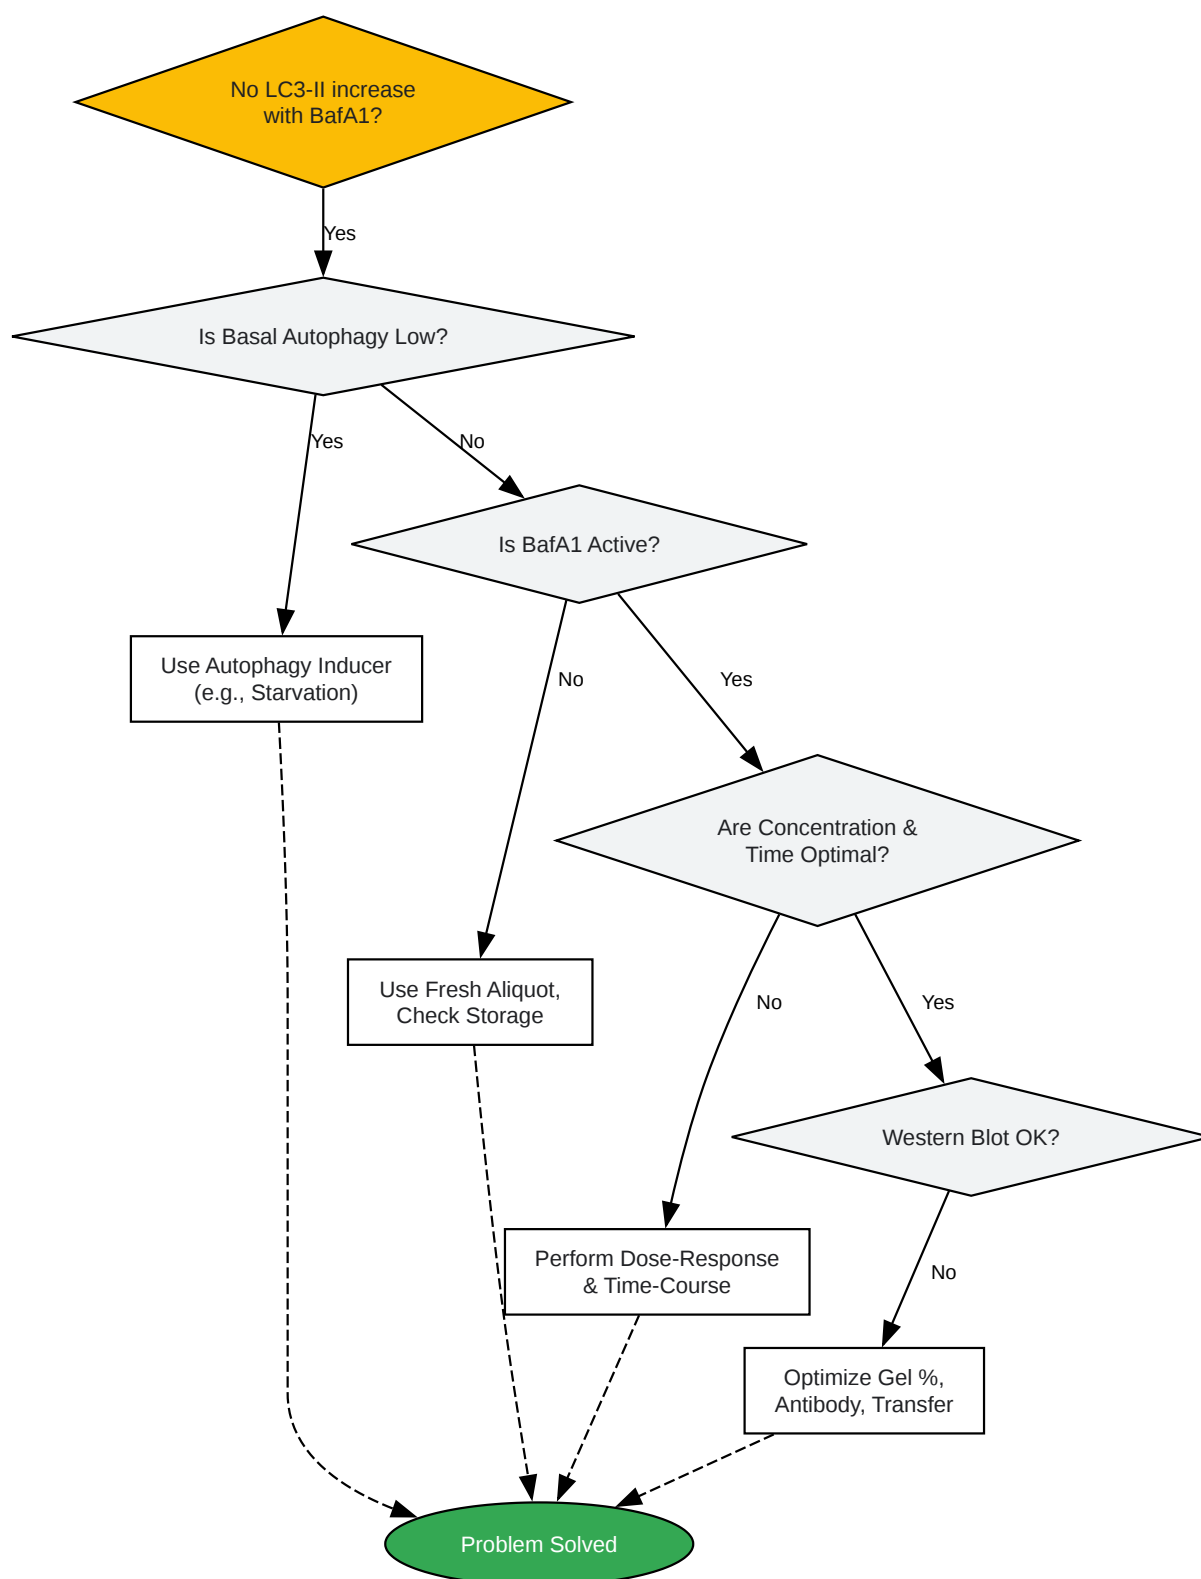 No LC3-II increase
with BafA1?
Yes
Is Basal Autophagy Low?
Yes
No
Is BafA1 Active?
Use Autophagy Inducer
(e.g., Starvation)
No
Yes
Are Concentration &
Time Optimal?
Use Fresh Aliquot,
Check Storage
No
Yes
Western Blot OK?
Perform Dose-Response
& Time-Course
No
Optimize Gel %,
Antibody, Transfer
Problem Solved